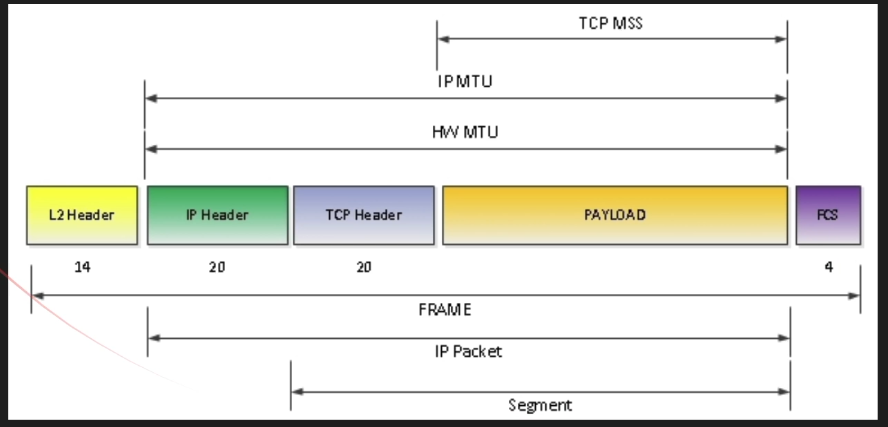 TCP MSS
IP MTU
HW MTU
L2 Header
IP Header
TCP Header
PAYLOAD
FCS
14
20
20
4
FRAME
IP Packet
Segment